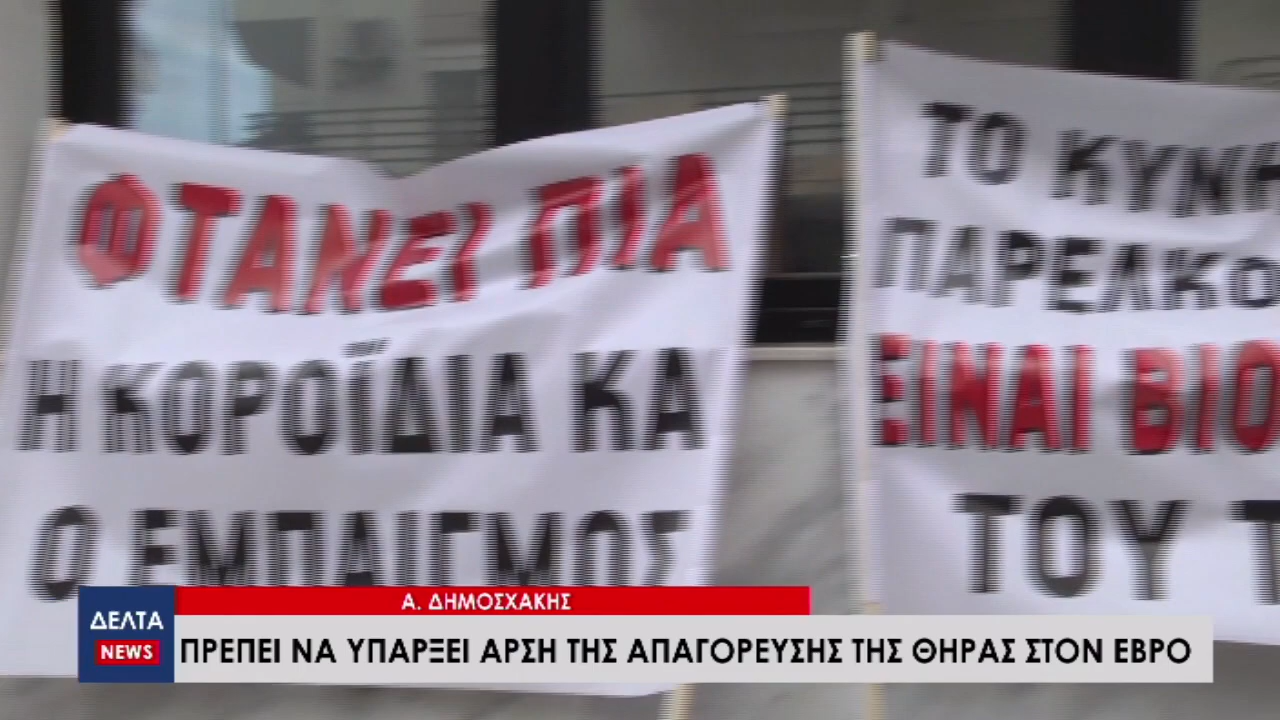 ΦΤΑΝΕΙ ΠΙΑ
Η ΚΟΡΟΪΔΙΑ ΚΑ
Ο ΕΜΠΑΙΓΜΟΣ
ΤΟ ΚΥΝΗ
ΠΑΡΕΛΚΟ
ΕΙΝΑΙ ΒΙΟ
ΤΟΥ Τ
Α. ΔΗΜΟΣΧΑΚΗΣ
ΔΕΛΤΑ
NEWS
ΠΡΕΠΕΙ ΝΑ ΥΠΑΡΞΕΙ ΑΡΣΗ ΤΗΣ ΑΠΑΓΟΡΕΥΣΗΣ ΤΗΣ ΘΗΡΑΣ ΣΤΟΝ ΕΒΡΟ